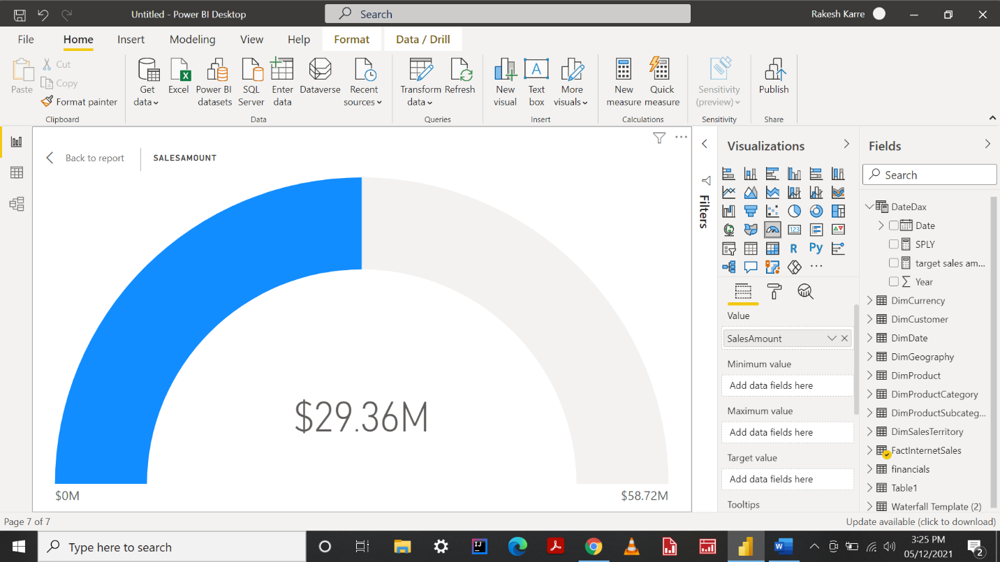 Untitled - Power BI Desktop
Search
Rakesh Karre
File Home Insert Modeling View Help Format Data / Drill
Paste
Cut
Copy
Format painter
Clipboard
Get data
Excel
Power BI datasets
SQL Server
Enter data
Dataverse
Recent sources
Data
Transform data
Refresh
Queries
New visual
Text box
More visuals
Insert
New measure
Quick measure
Calculations
Sensitivity (preview)
Sensitivity
Publish
Share
Back to report
SALESAMOUNT
$29.36M
$0M
$58.72M
Filters
Visualizations
123
R
Py
Value
SalesAmount
Minimum value
Add data fields here
Maximum value
Add data fields here
Target value
Add data fields here
Tooltips
Fields
Search
DateDax
Date
SPLY
target sales am...
Year
DimCurrency
DimCustomer
DimDate
DimGeography
DimProduct
DimProductCategory
DimProductSubcateg...
DimSalesTerritory
FactInternetSales
financials
Table1
Waterfall Template (2)
Page 7 of 7
Update available (click to download)
Type here to search
3:25 PM
05/12/2021
2